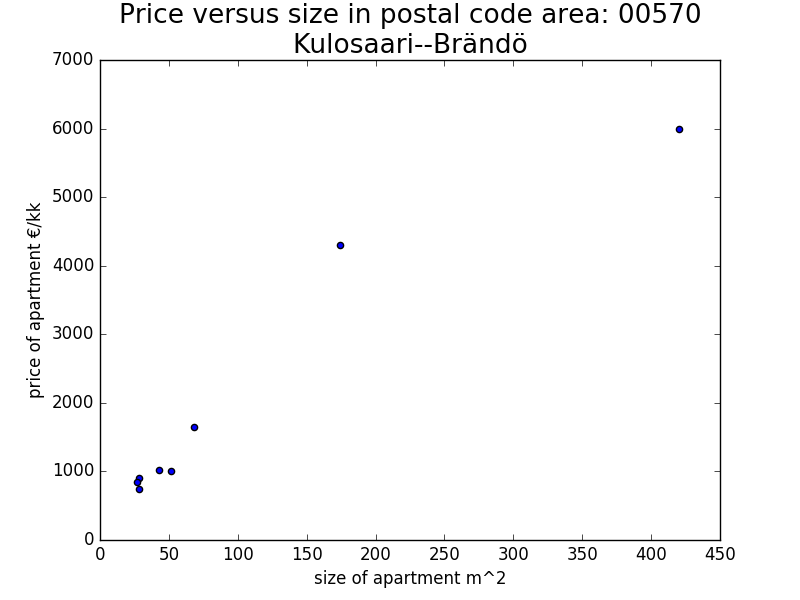 Price versus size in postal code area: 00570
Kulosaari--Brändö
7000
6000
5000
4000
3000
2000
1000
0
price of apartment €/kk
0 50 100 150 200 250 300 350 400 450
size of apartment m^2